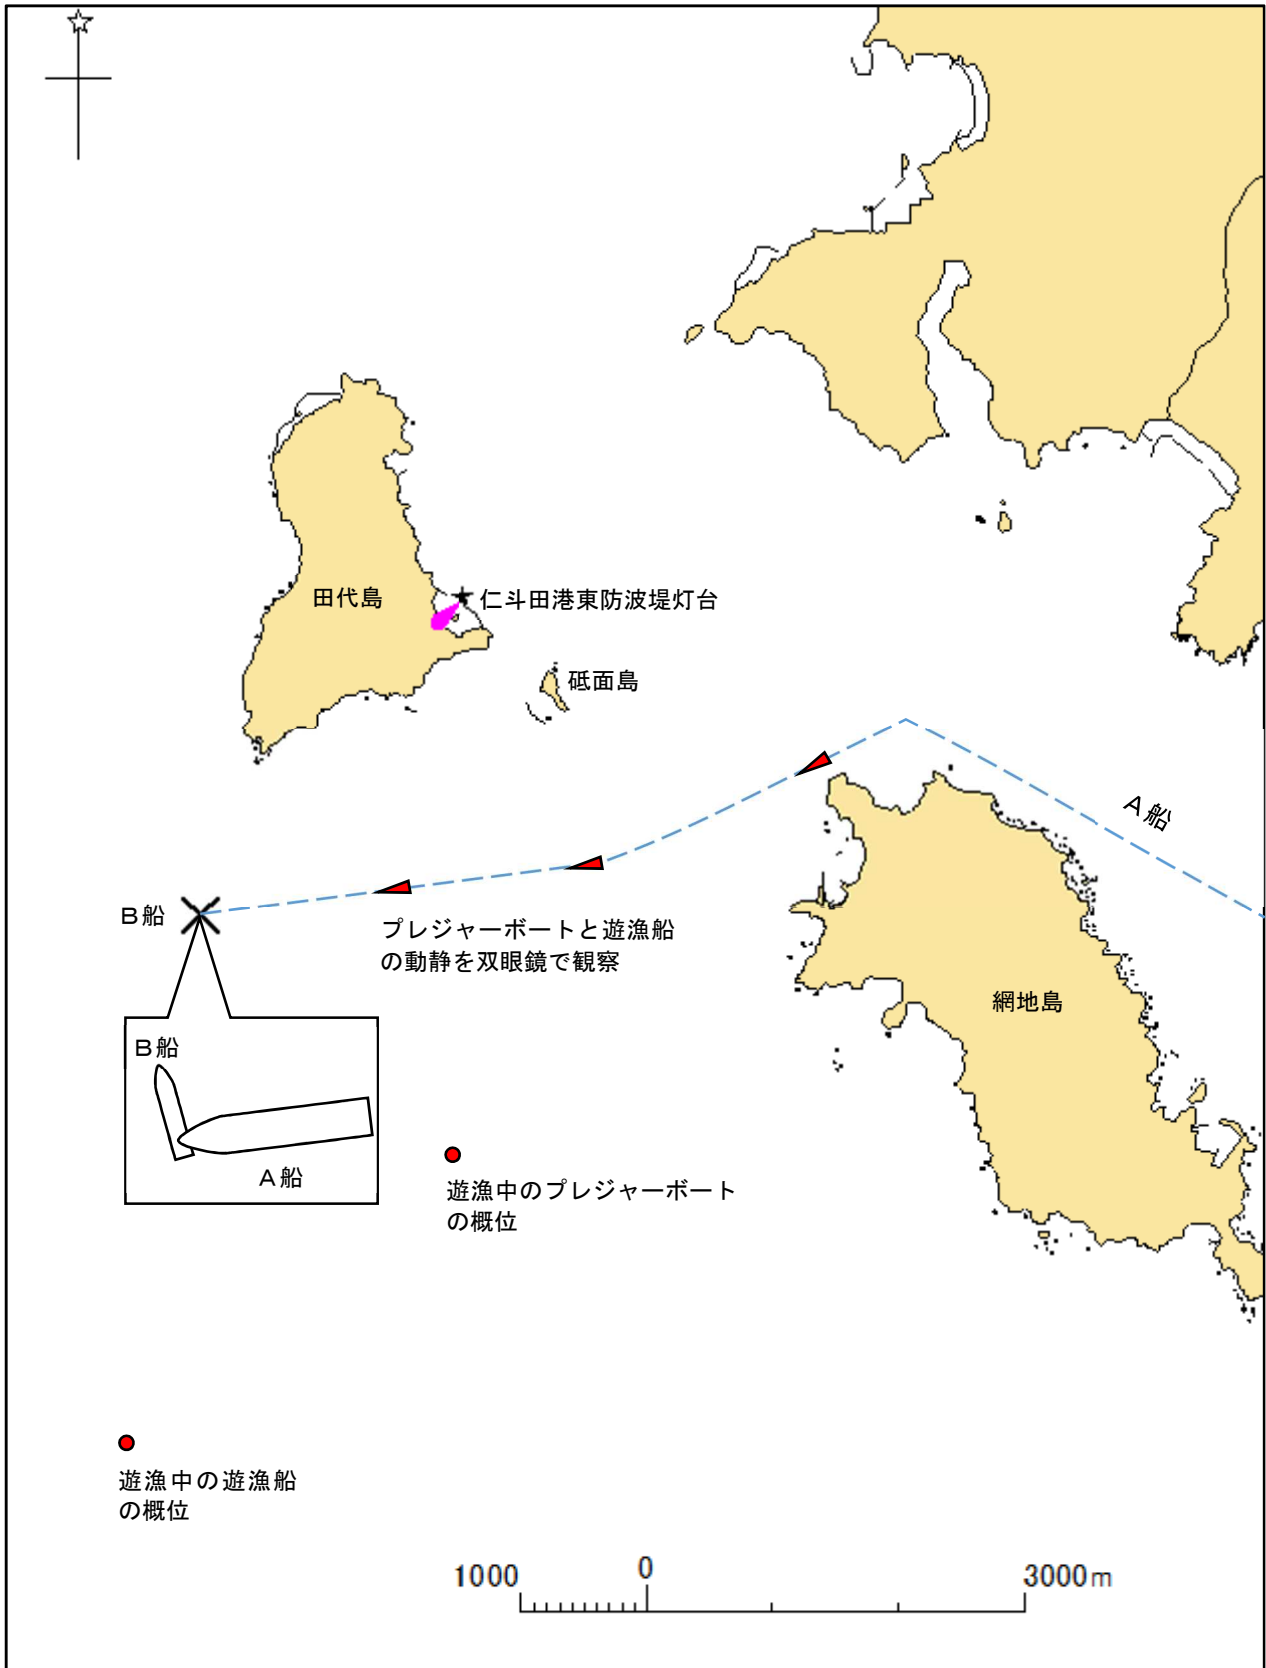 田代島
仁斗田港東防波堤灯台
砥面島
A船
B船
プレジャーボートと遊漁船
の動静を双眼鏡で観察
網地島
B船
A船
遊漁中のプレジャーボート
の概位
遊漁中の遊漁船
の概位
1000 0 3000m